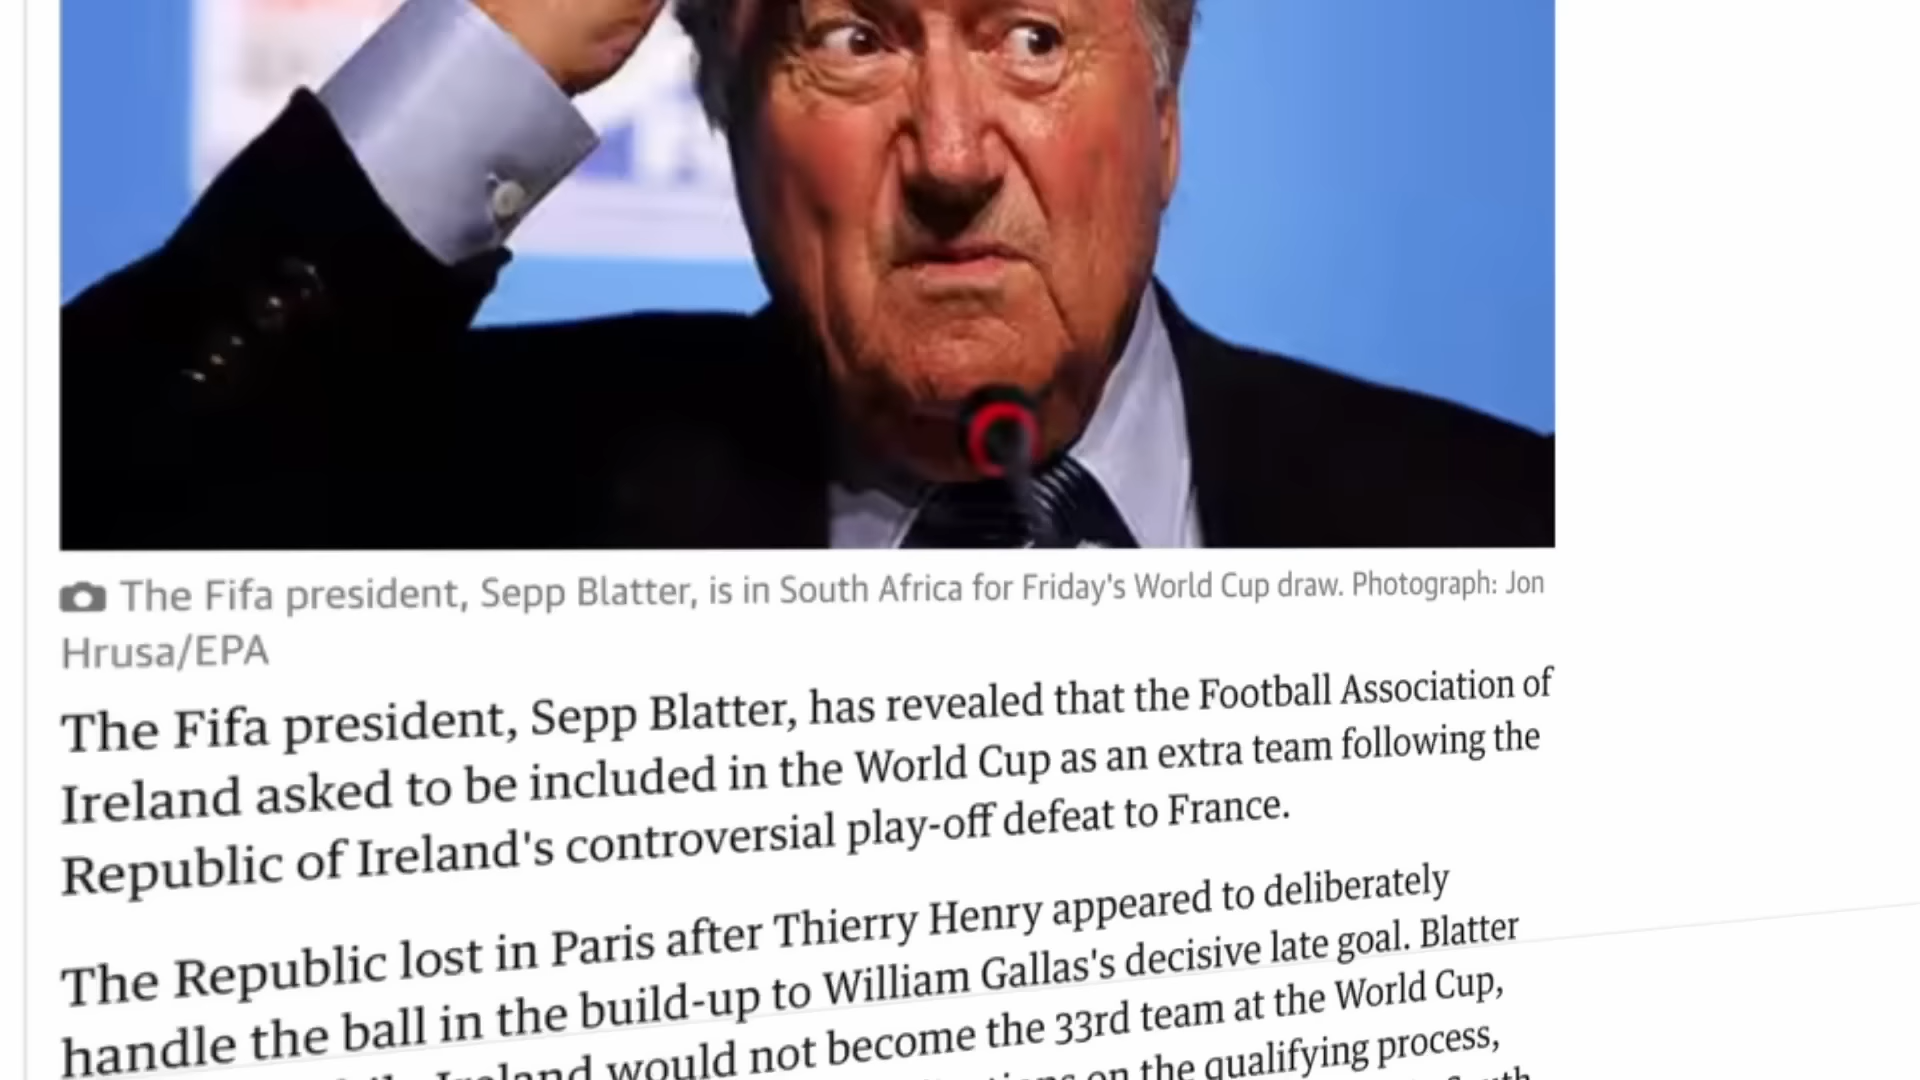 The Fifa president, Sepp Blatter, is in South Africa for Friday's World Cup draw. Photograph: Jon
Hrusa/EPA
The Fifa president, Sepp Blatter, has revealed that the Football Association of
Ireland asked to be included in the World Cup as an extra team following the
Republic of Ireland's controversial play-off defeat to France.
The Republic lost in Paris after Thierry Henry appeared to deliberately
handle the ball in the build-up to William Gallas's decisive late goal. Blatter
Ireland would not become the 33rd team at the World Cup,
on the qualifying process,